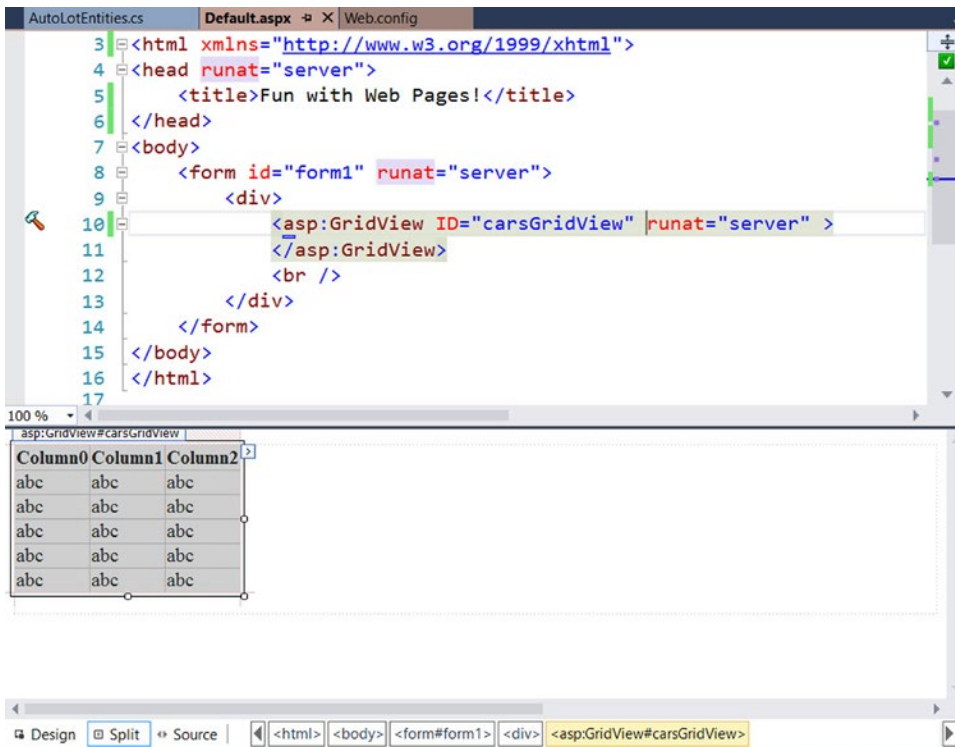 AutoLotEntities.cs Default.aspx Web.config
3 <html xmlns="http://www.w3.org/1999/xhtml">
4 <head runat="server">
5 <title>Fun with Web Pages!</title>
6 </head>
7 <body>
8 <form id="form1" runat="server">
9 <div>
10 <asp:GridView ID="carsGridView" runat="server" >
11 </asp:GridView>
12 <br />
13 </div>
14 </form>
15 </body>
16 </html>
17
100 %
asp:GridView#carsGridView
Column0 Column1 Column2
abc abc abc
abc abc abc
abc abc abc
abc abc abc
abc abc abc
Design Split Source <html> <body> <form#form1> <div> <asp:GridView#carsGridView>